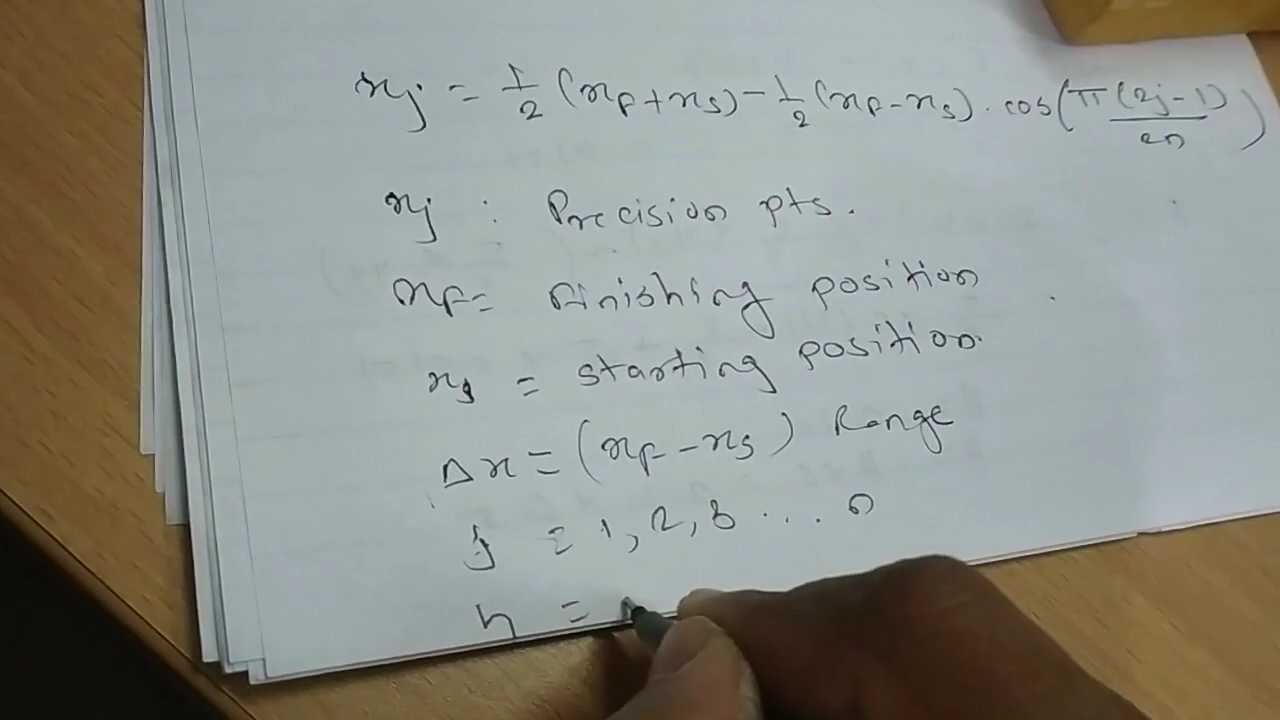 xj = 1/2 (xF + xs) - 1/2 (xF - xs) . cos(π(2j-1)/2n)
xj : Precision pts.
xF = Finishing position
xs = starting position.
Δx = (xF - xs) Range
j = 1, 2, 3 ... n
n =